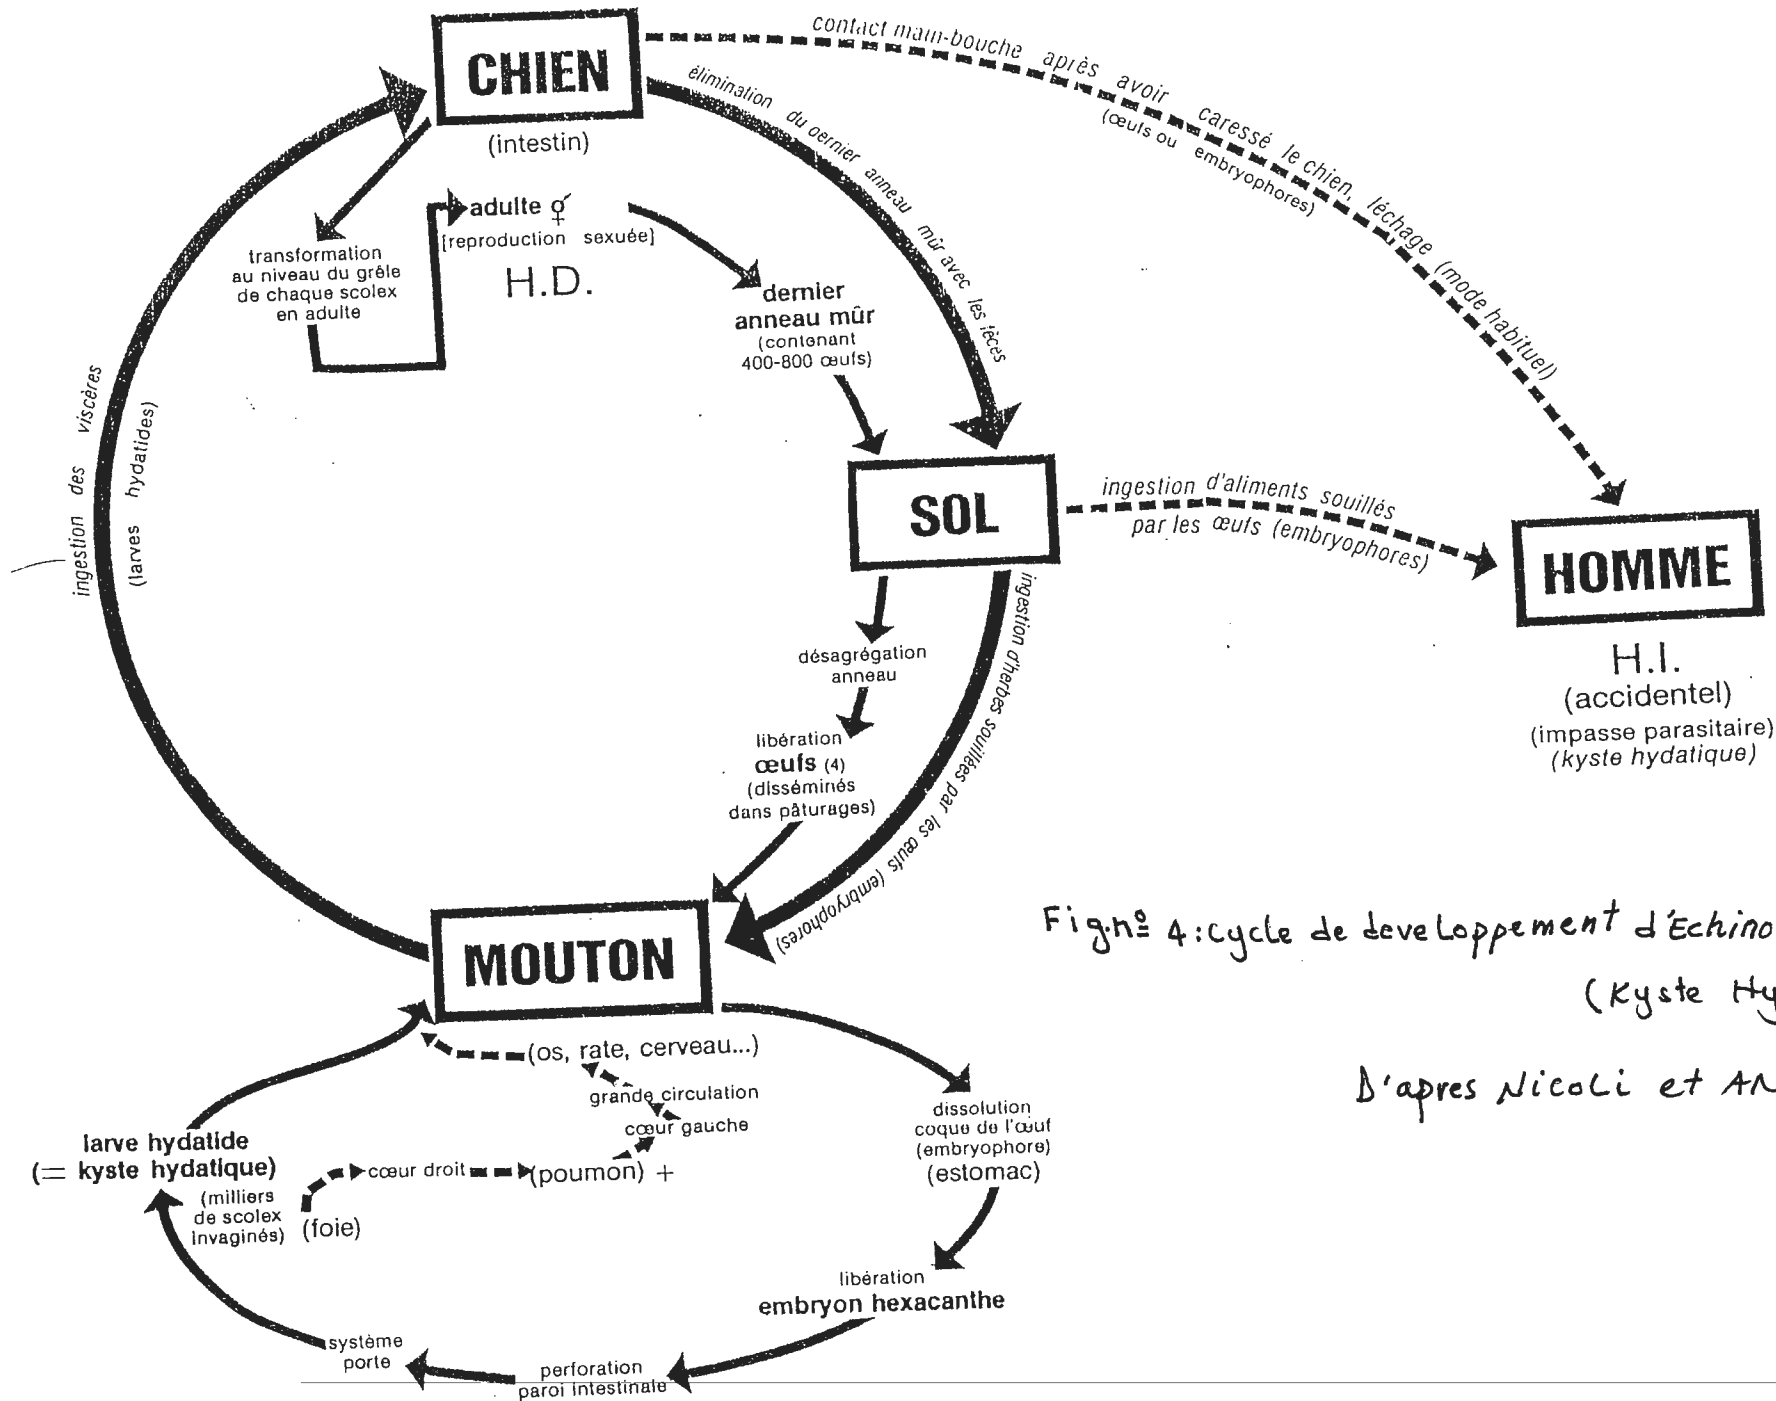 CHIEN
(intestin)
contact main-bouche après avoir caressé le chien, léchage (mode habituel)
(œufs ou embryophores)
élimination du dernier anneau mûr avec les fèces
adulte ⚥
[reproduction sexuée]
H.D.
transformation
au niveau du grêle
de chaque scolex
en adulte
dernier
anneau mûr
(contenant
400-800 œufs)
ingestion des viscères
(larves hydatides)
SOL
ingestion d'aliments souillés
par les œufs (embryophores)
HOMME
H.I.
(accidentel)
(impasse parasitaire)
(kyste hydatique)
ingestion d'herbes souillées par les œufs (embryophores)
désagrégation
anneau
libération
œufs (4)
(disséminés
dans pâturages)
MOUTON
Fig.nº 4: cycle de developpement d'Echino
(Kyste Hy
D'apres Nicoli et AN
(os, rate, cerveau...)
grande circulation
cœur gauche
cœur droit
(poumon) +
(foie)
larve hydatide
(= kyste hydatique)
(milliers
de scolex
invaginés)
dissolution
coque de l'œuf
(embryophore)
(estomac)
libération
embryon hexacanthe
perforation
paroi intestinale
système
porte